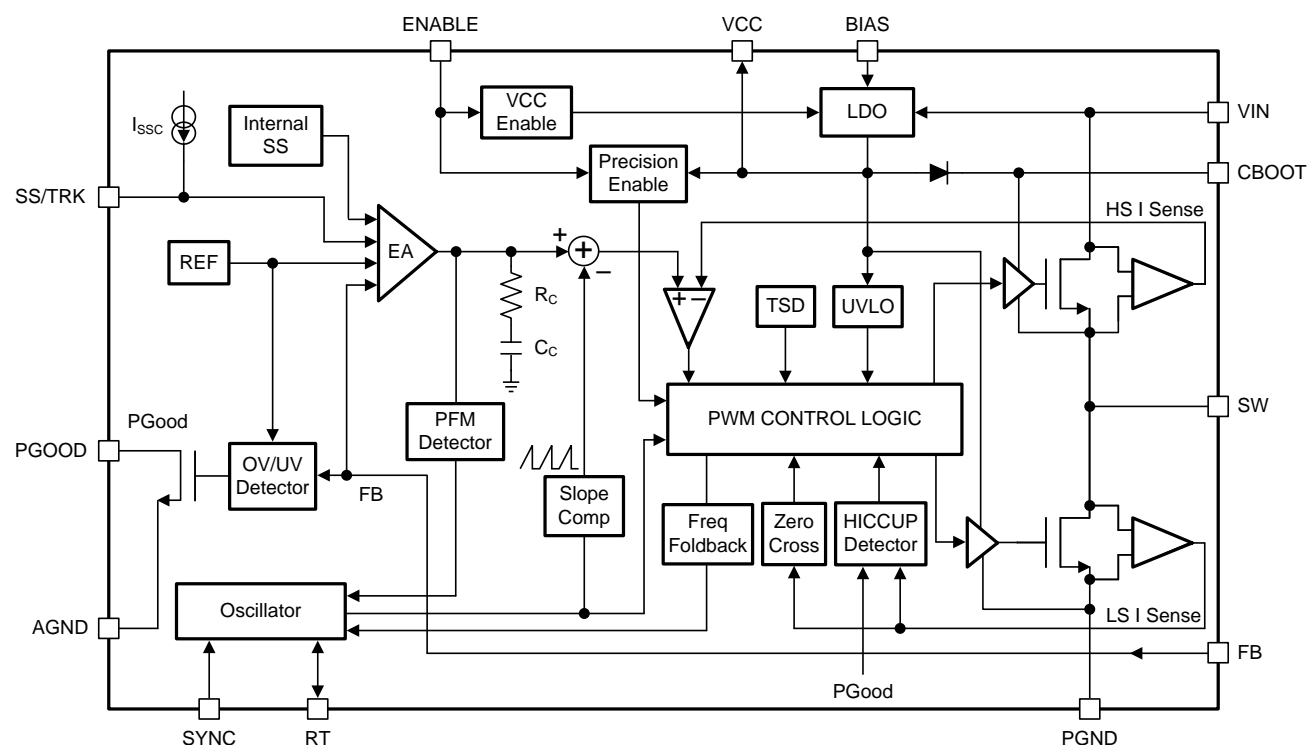 ENABLE
VCC
BIAS
ISSC
Internal
SS
VCC
Enable
LDO
VIN
Precision
Enable
CBOOT
SS/TRK
HS I Sense
REF
EA
+
+
−
+ −
RC
CC
TSD
UVLO
PWM CONTROL LOGIC
SW
PGood
PFM
Detector
PGOOD
OV/UV
Detector
FB
Slope
Comp
Freq
Foldback
Zero
Cross
HICCUP
Detector
Oscillator
AGND
LS I Sense
FB
PGood
SYNC
RT
PGND